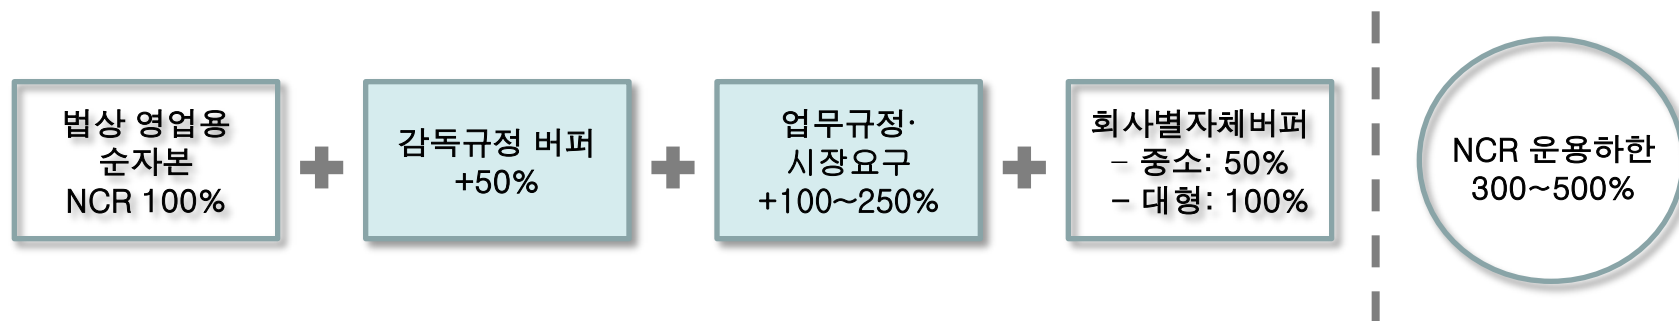 법상 영업용
순자본
NCR 100%
감독규정 버퍼
+50%
업무규정·
시장요구
+100~250%
회사별자체버퍼
- 중소: 50%
- 대형: 100%
NCR 운용하한
300~500%